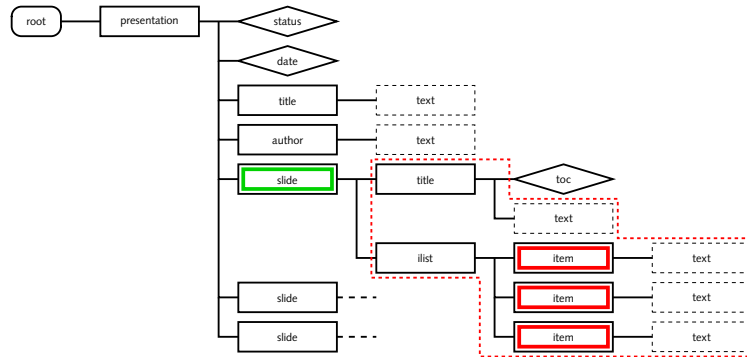 root presentation status
date
title text
author text
slide title toc
text
ilist item text
slide item text
slide item text